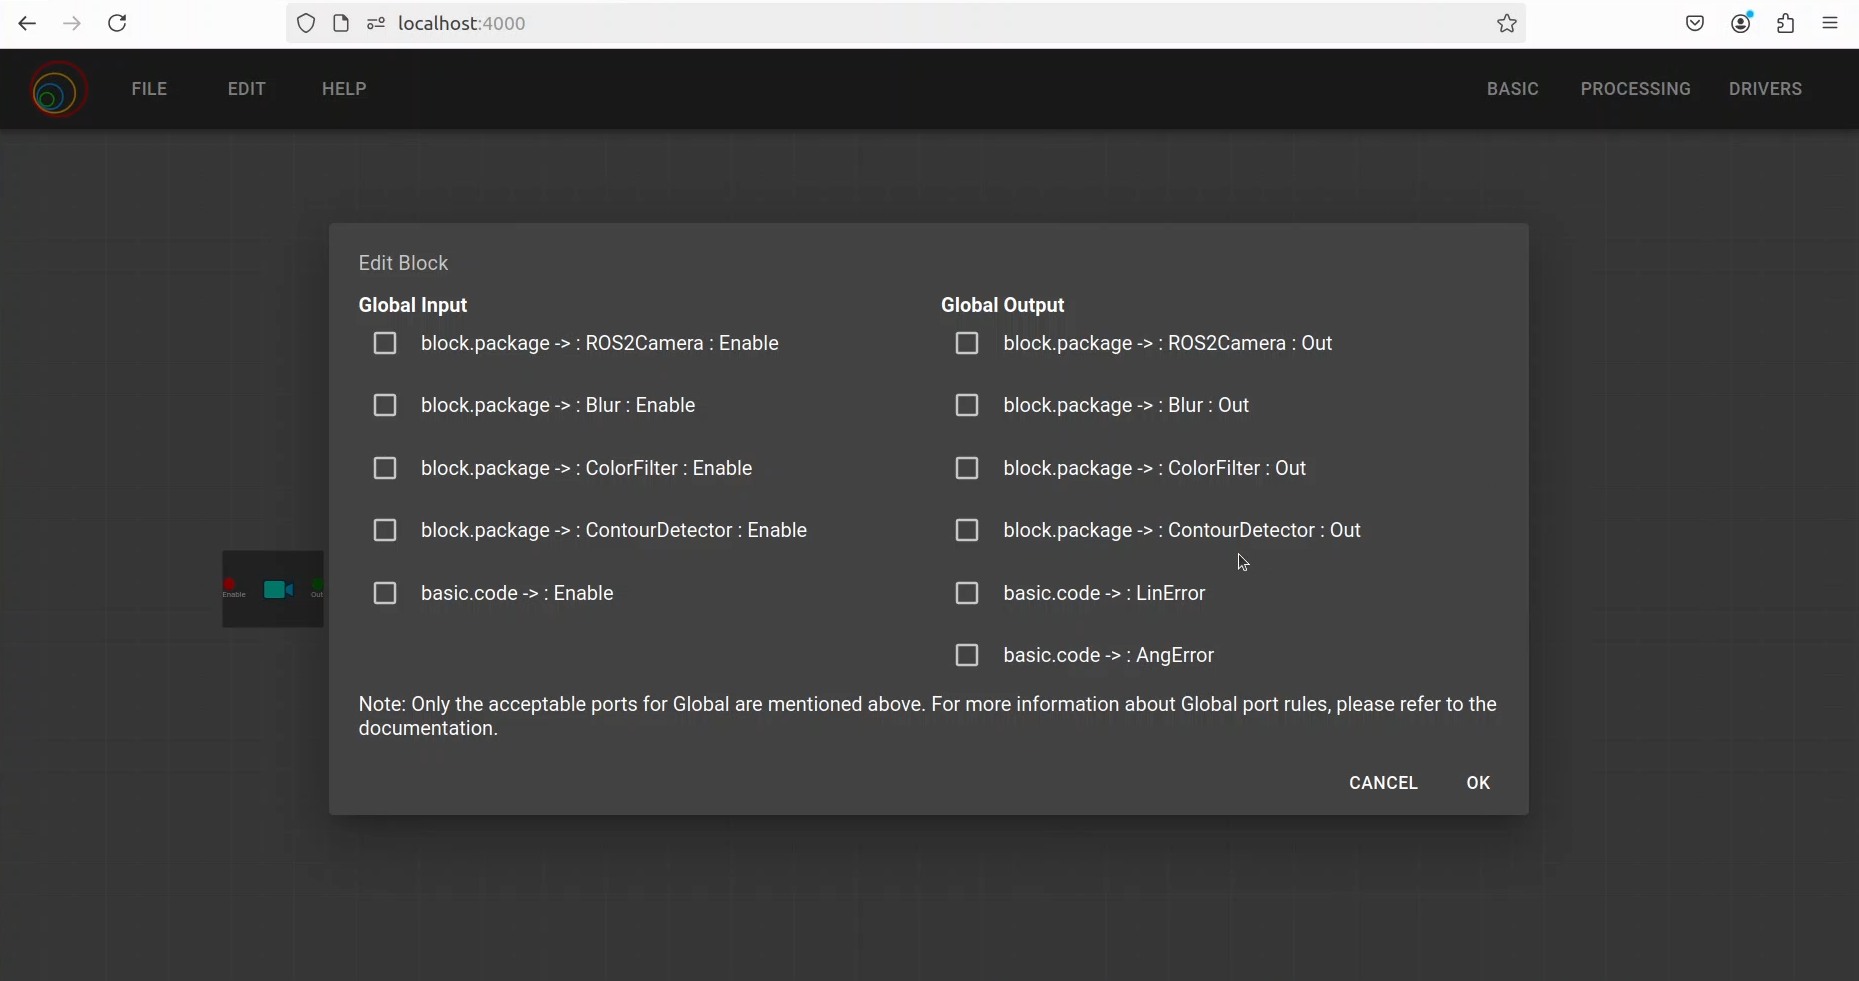 localhost:4000
FILE
EDIT
HELP
BASIC
PROCESSING
DRIVERS
Edit Block
Global Input
block.package -> : ROS2Camera : Enable
block.package -> : Blur : Enable
block.package -> : ColorFilter : Enable
block.package -> : ContourDetector : Enable
basic.code -> : Enable
Global Output
block.package -> : ROS2Camera : Out
block.package -> : Blur : Out
block.package -> : ColorFilter : Out
block.package -> : ContourDetector : Out
basic.code -> : LinError
basic.code -> : AngError
Note: Only the acceptable ports for Global are mentioned above. For more information about Global port rules, please refer to the
documentation.
CANCEL
OK
Enable
Out